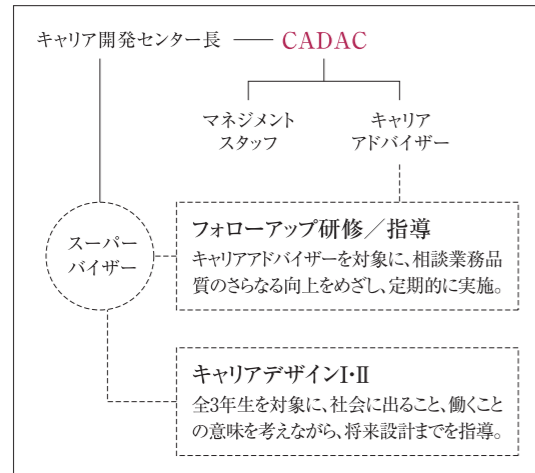 キャリア開発センター長
CADAC
マネジメント
スタッフ
キャリア
アドバイザー
スーパー
バイザー
フォローアップ研修／指導
キャリアアドバイザーを対象に、相談業務品
質のさらなる向上をめざし、定期的に実施。
キャリアデザインI・II
全3年生を対象に、社会に出ること、働くこと
の意味を考えながら、将来設計までを指導。